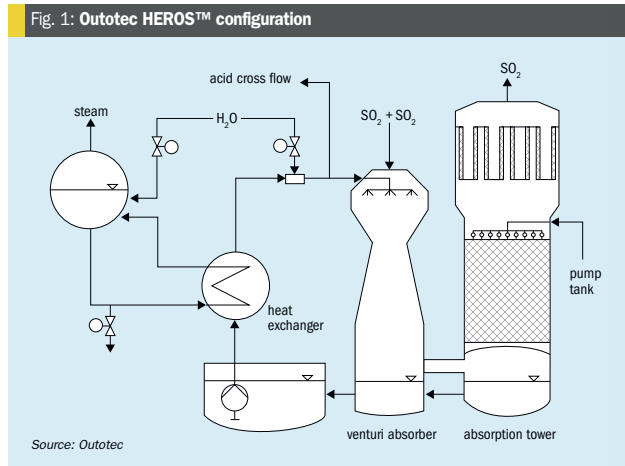 Fig. 1: Outotec HEROS™ configuration
SO₂
acid cross flow
steam
H₂O
SO₂ + SO₂
pump
tank
heat
exchanger
venturi absorber
absorption tower
Source: Outotec